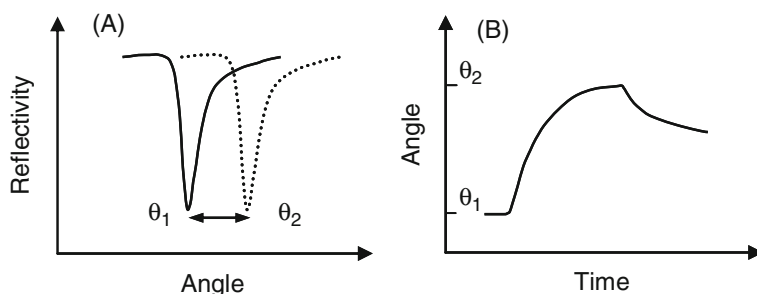 (A)
Reflectivity
θ1
θ2
Angle
(B)
Angle
θ2
θ1
Time